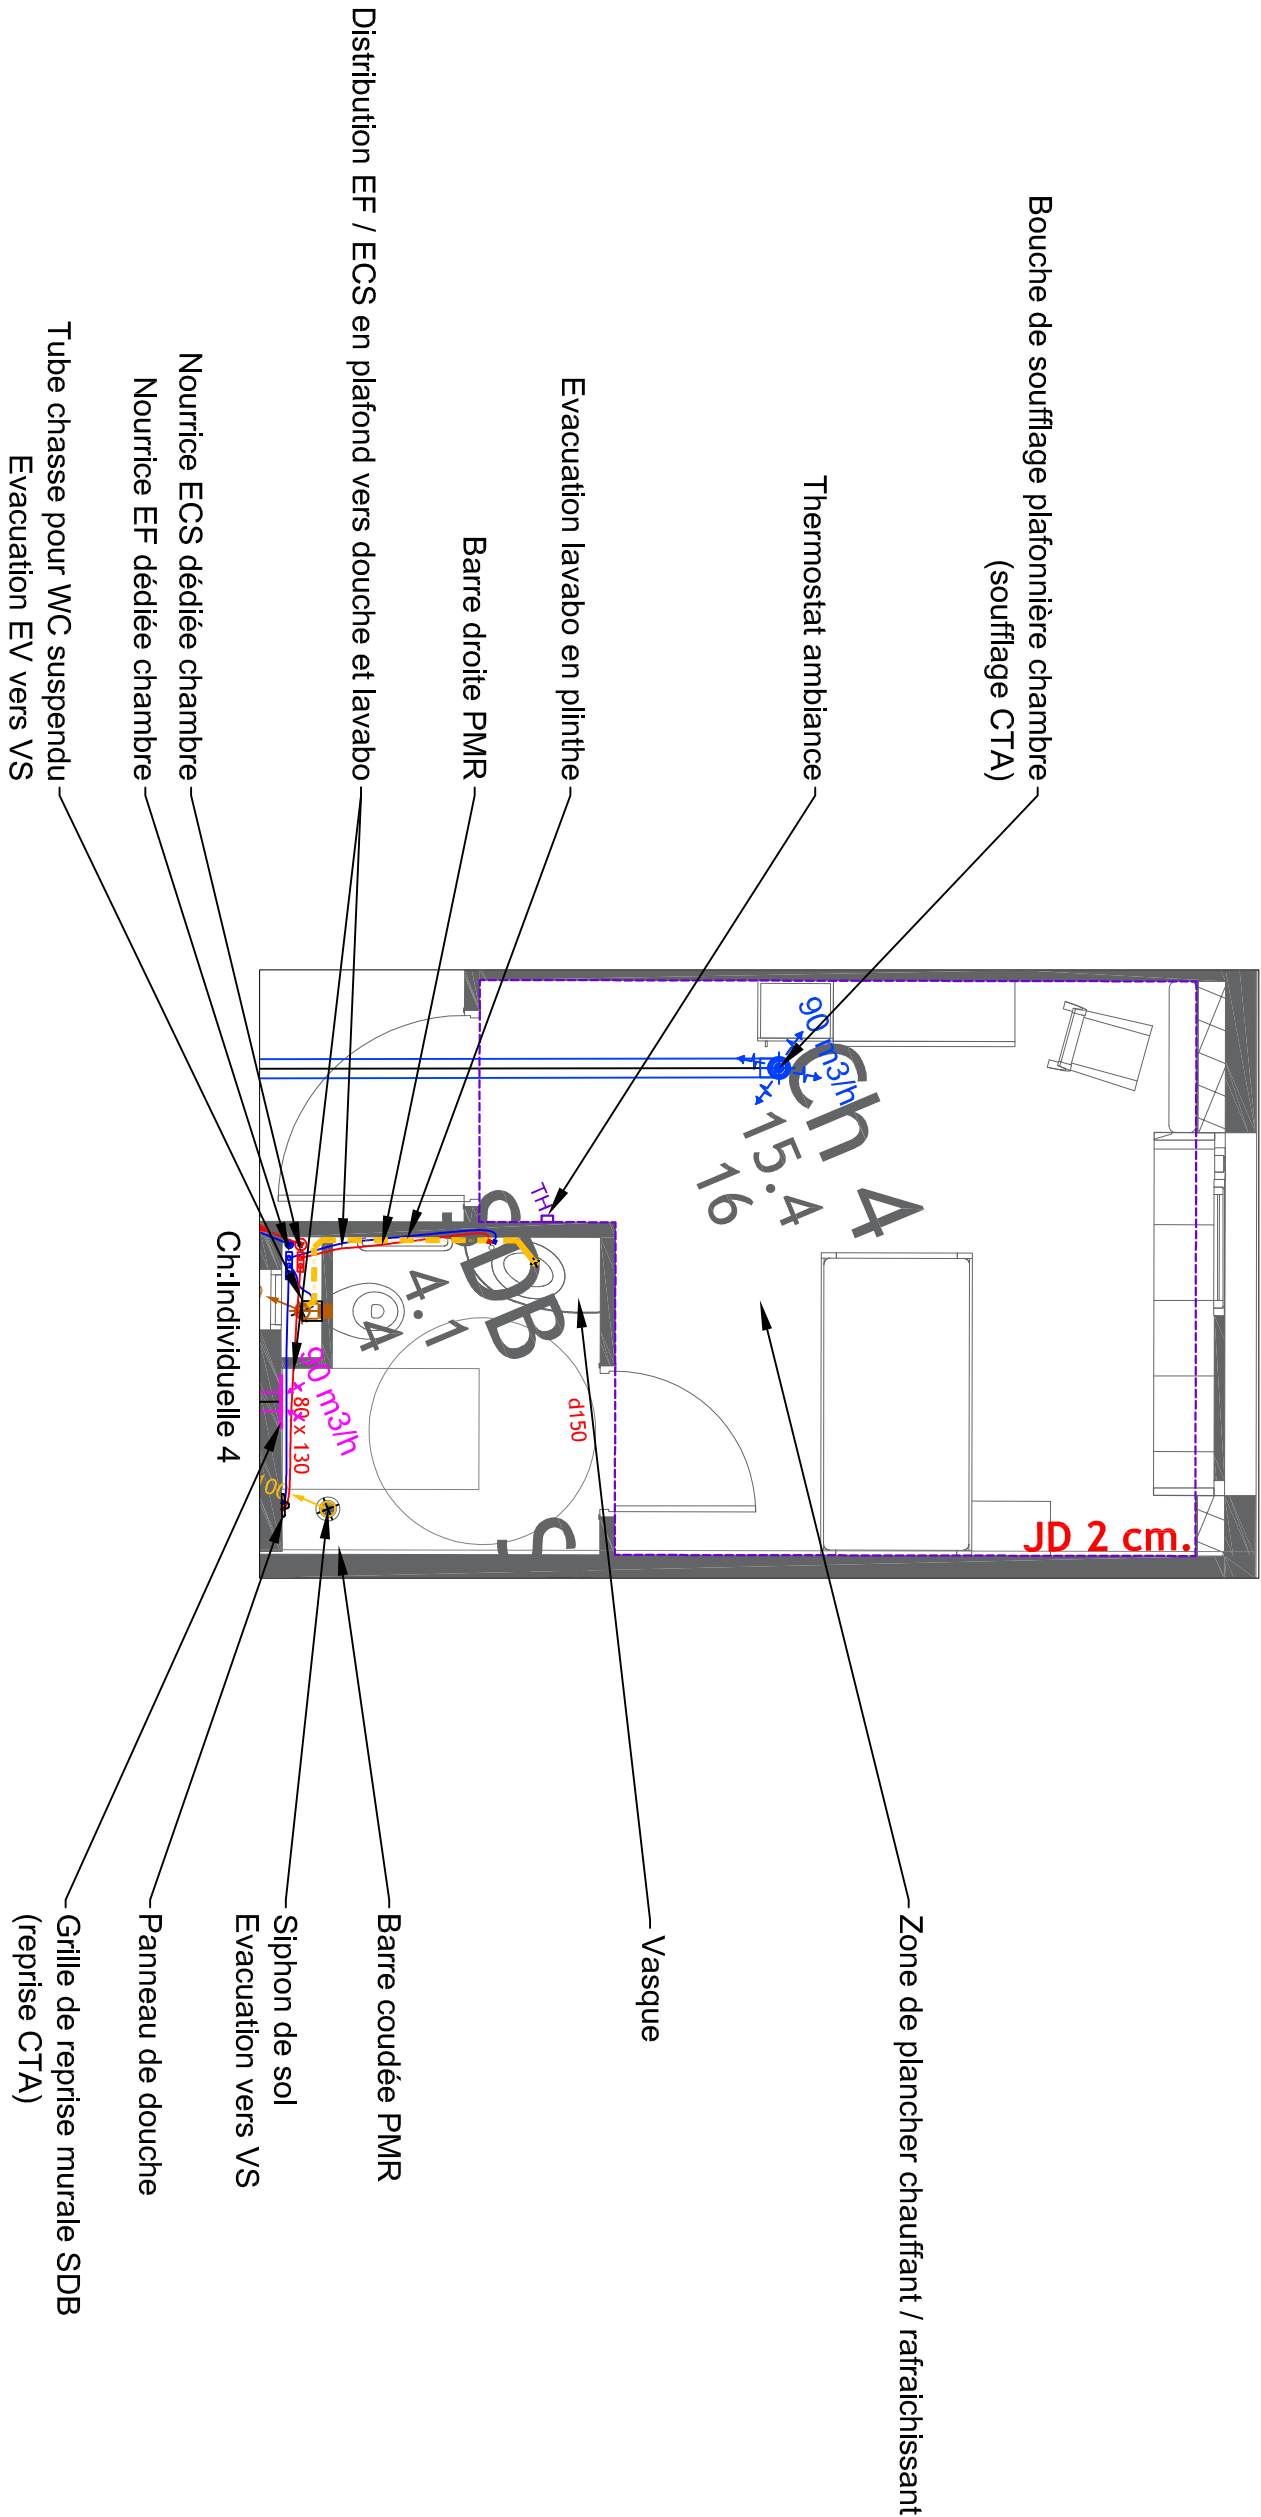 Bouche de soufflage plafonnière chambre
(soufflage CTA)
Thermostat ambiance
Evacuation lavabo en plinthe
Barre droite PMR
Distribution EF / ECS en plafond vers douche et lavabo
Nourrice ECS dédiée chambre
Nourrice EF dédiée chambre
Tube chasse pour WC suspendu
Evacuation EV vers VS
90 m3/h
Ch 4
15.4
16
TH
SDB
4.1
4
d150
JD 2 cm.
90 m3/h
80 x 130
100
S
Ch:Individuelle 4
Zone de plancher chauffant / rafraichissant
Vasque
Barre coudée PMR
Siphon de sol
Evacuation vers VS
Panneau de douche
Grille de reprise murale SDB
(reprise CTA)